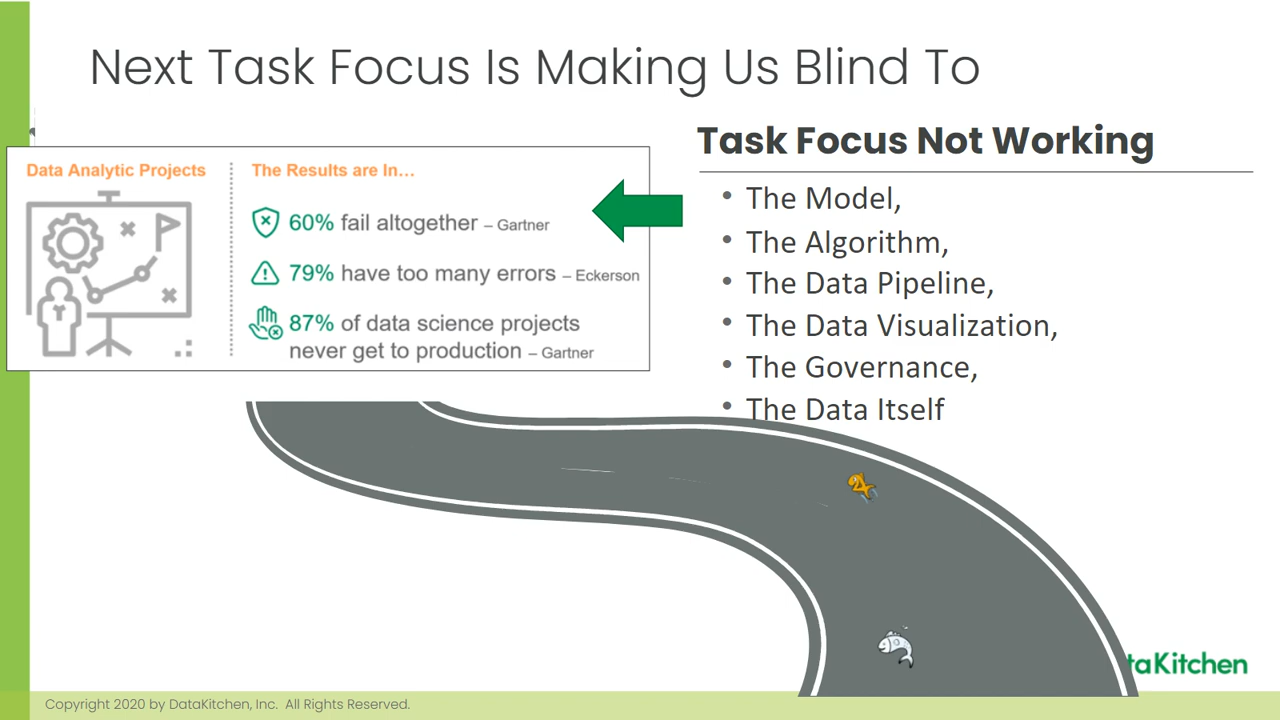 Next Task Focus Is Making Us Blind To
Data Analytic Projects
The Results are In...
60% fail altogether – Gartner
79% have too many errors – Eckerson
87% of data science projects
never get to production – Gartner
Task Focus Not Working
• The Model,
• The Algorithm,
• The Data Pipeline,
• The Data Visualization,
• The Governance,
• The Data Itself
taKitchen
Copyright 2020 by DataKitchen, Inc. All Rights Reserved.